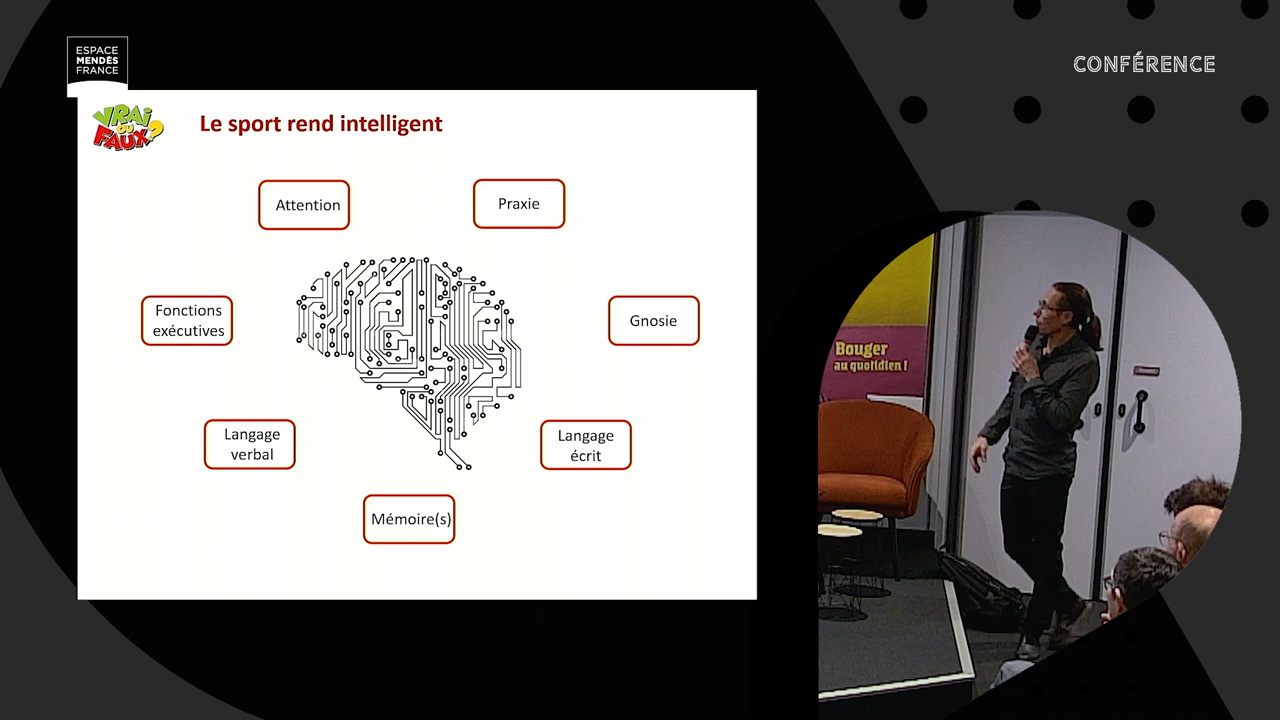 ESPACE
MENDÈS
FRANCE
CONFÉRENCE
VRAI
OU
FAUX?
Le sport rend intelligent
Attention
Praxie
Fonctions
exécutives
Gnosie
Langage
verbal
Langage
écrit
Mémoire(s)
Bouger
au quotidien !